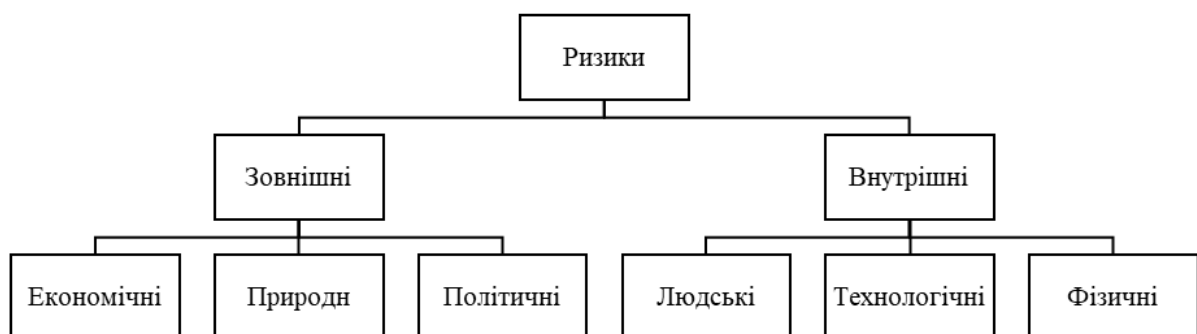 Ризики
Зовнішні
Внутрішні
Економічні
Природн
Політичні
Людські
Технологічні
Фізичні